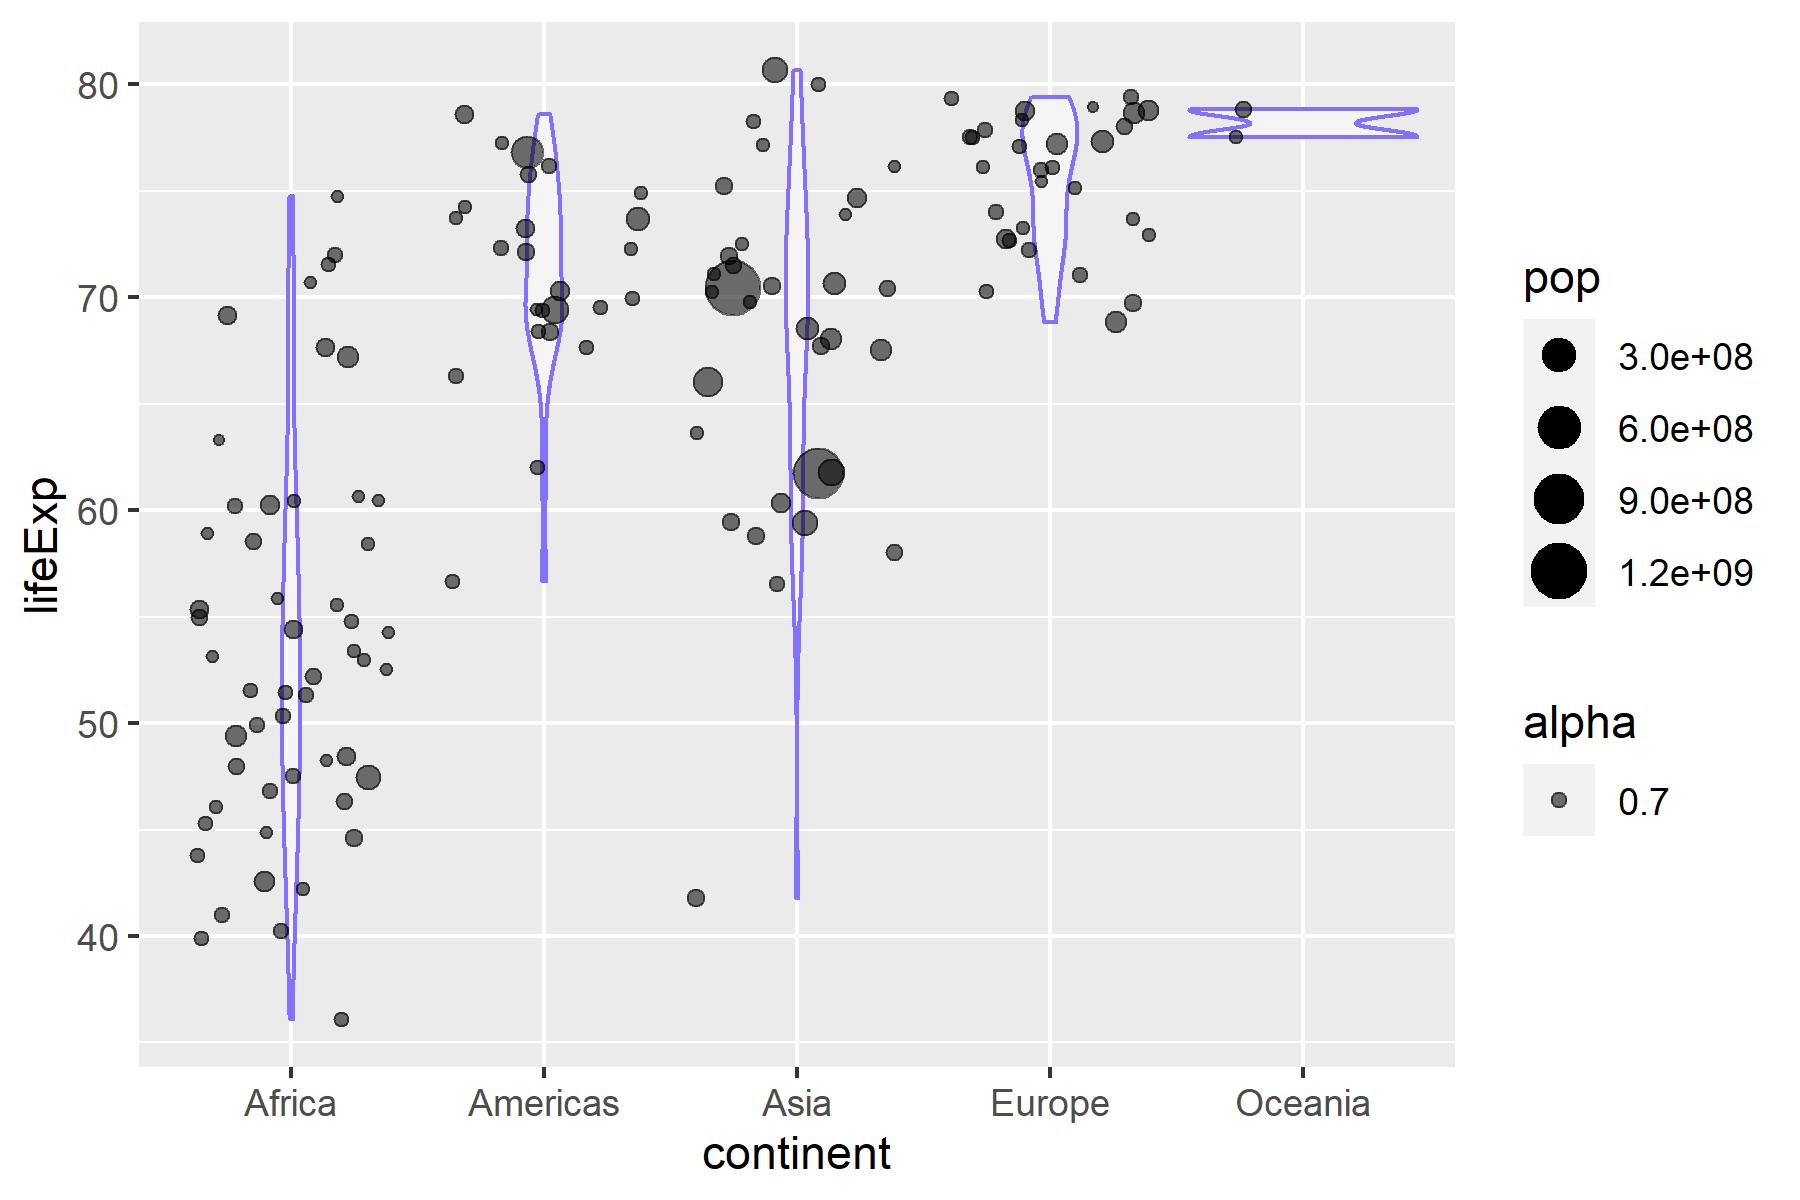 80
70
60
50
40
lifeExp
Africa
Americas
Asia
Europe
Oceania
continent
pop
3.0e+08
6.0e+08
9.0e+08
1.2e+09
alpha
0.7